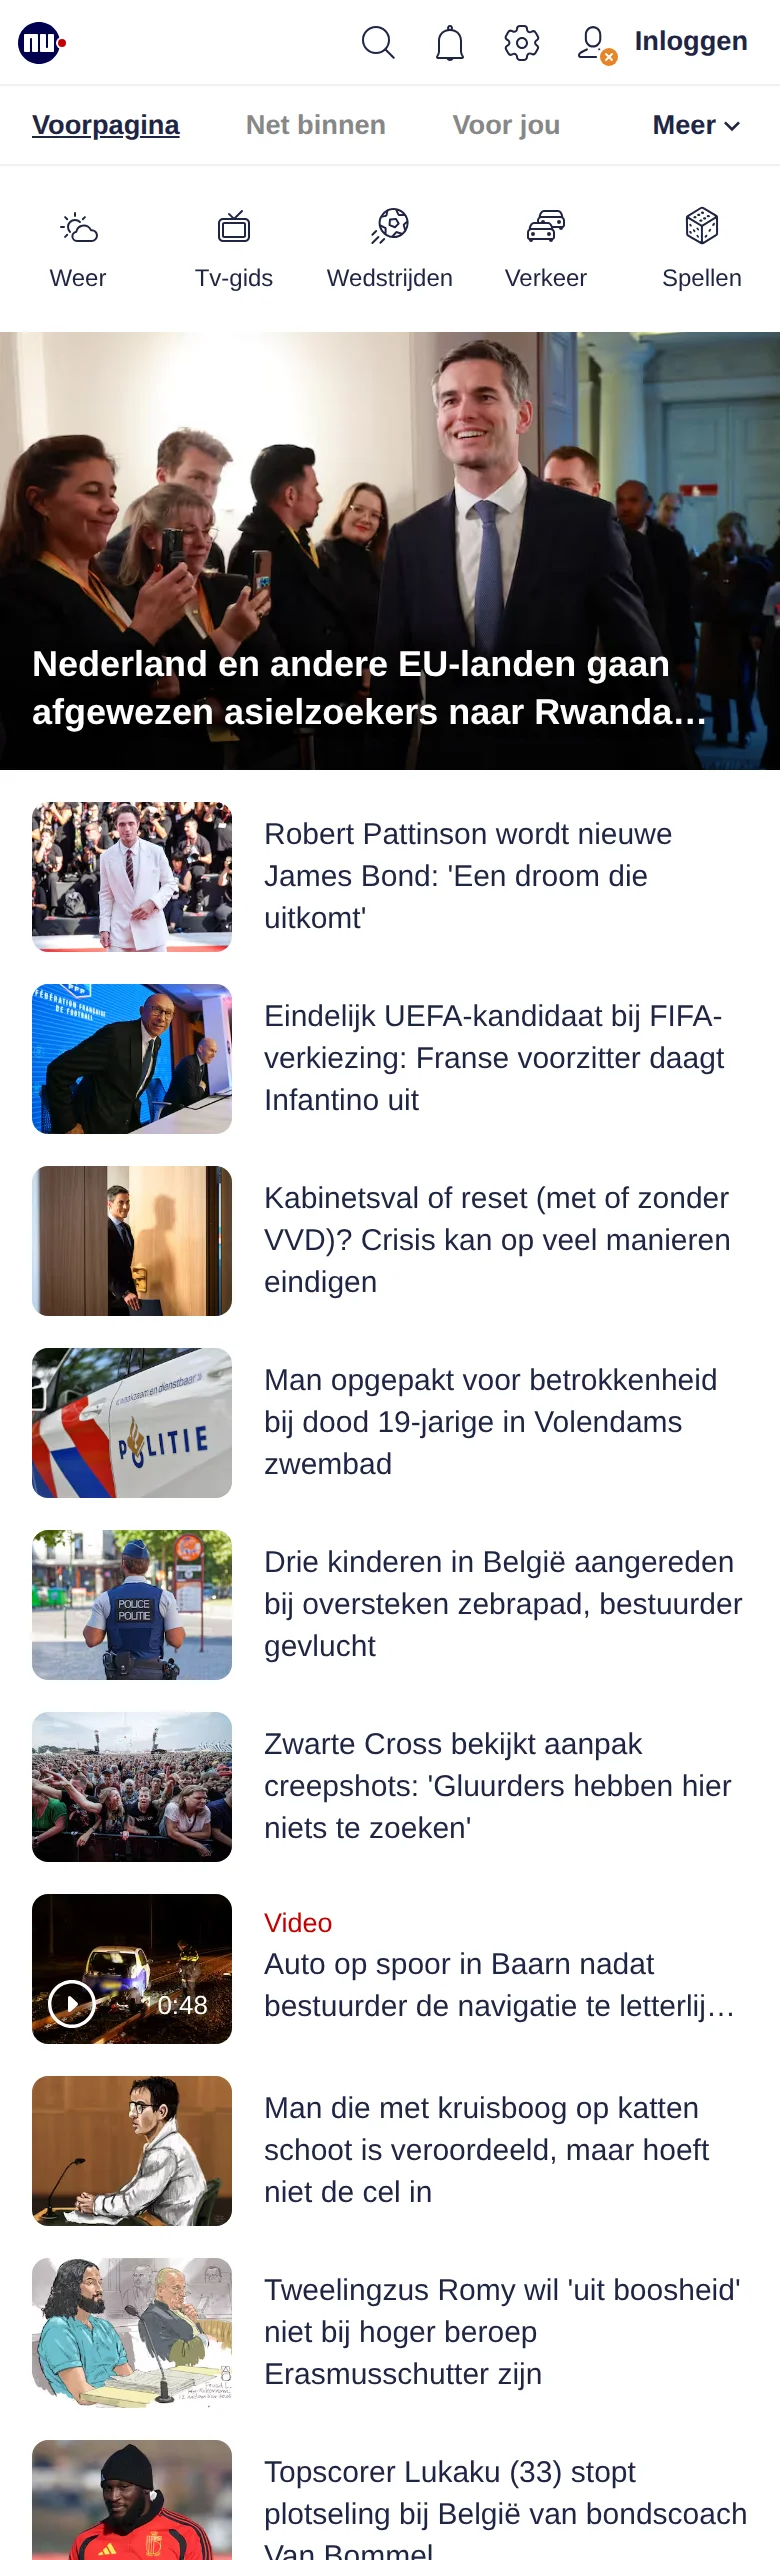 nu
Inloggen
Voorpagina
Net binnen
Voor jou
Meer
Weer
Tv-gids
Wedstrijden
Verkeer
Spellen
Nederland en andere EU-landen gaan
afgewezen asielzoekers naar Rwanda…
Robert Pattinson wordt nieuwe
James Bond: 'Een droom die
uitkomt'
FÉDÉRATION FRANÇAISE
DE FOOTBALL
Eindelijk UEFA-kandidaat bij FIFA-
verkiezing: Franse voorzitter daagt
Infantino uit
Kabinetsval of reset (met of zonder
VVD)? Crisis kan op veel manieren
eindigen
waakzaam en dienstbaar
POLITIE
Man opgepakt voor betrokkenheid
bij dood 19-jarige in Volendams
zwembad
POLICE
POLITIE
Drie kinderen in België aangereden
bij oversteken zebrapad, bestuurder
gevlucht
Zwarte Cross bekijkt aanpak
creepshots: 'Gluurders hebben hier
niets te zoeken'
0:48
Video
Auto op spoor in Baarn nadat
bestuurder de navigatie te letterlij…
Man die met kruisboog op katten
schoot is veroordeeld, maar hoeft
niet de cel in
Tweelingzus Romy wil 'uit boosheid'
niet bij hoger beroep
Erasmusschutter zijn
Topscorer Lukaku (33) stopt
plotseling bij België van bondscoach
Van Bommel